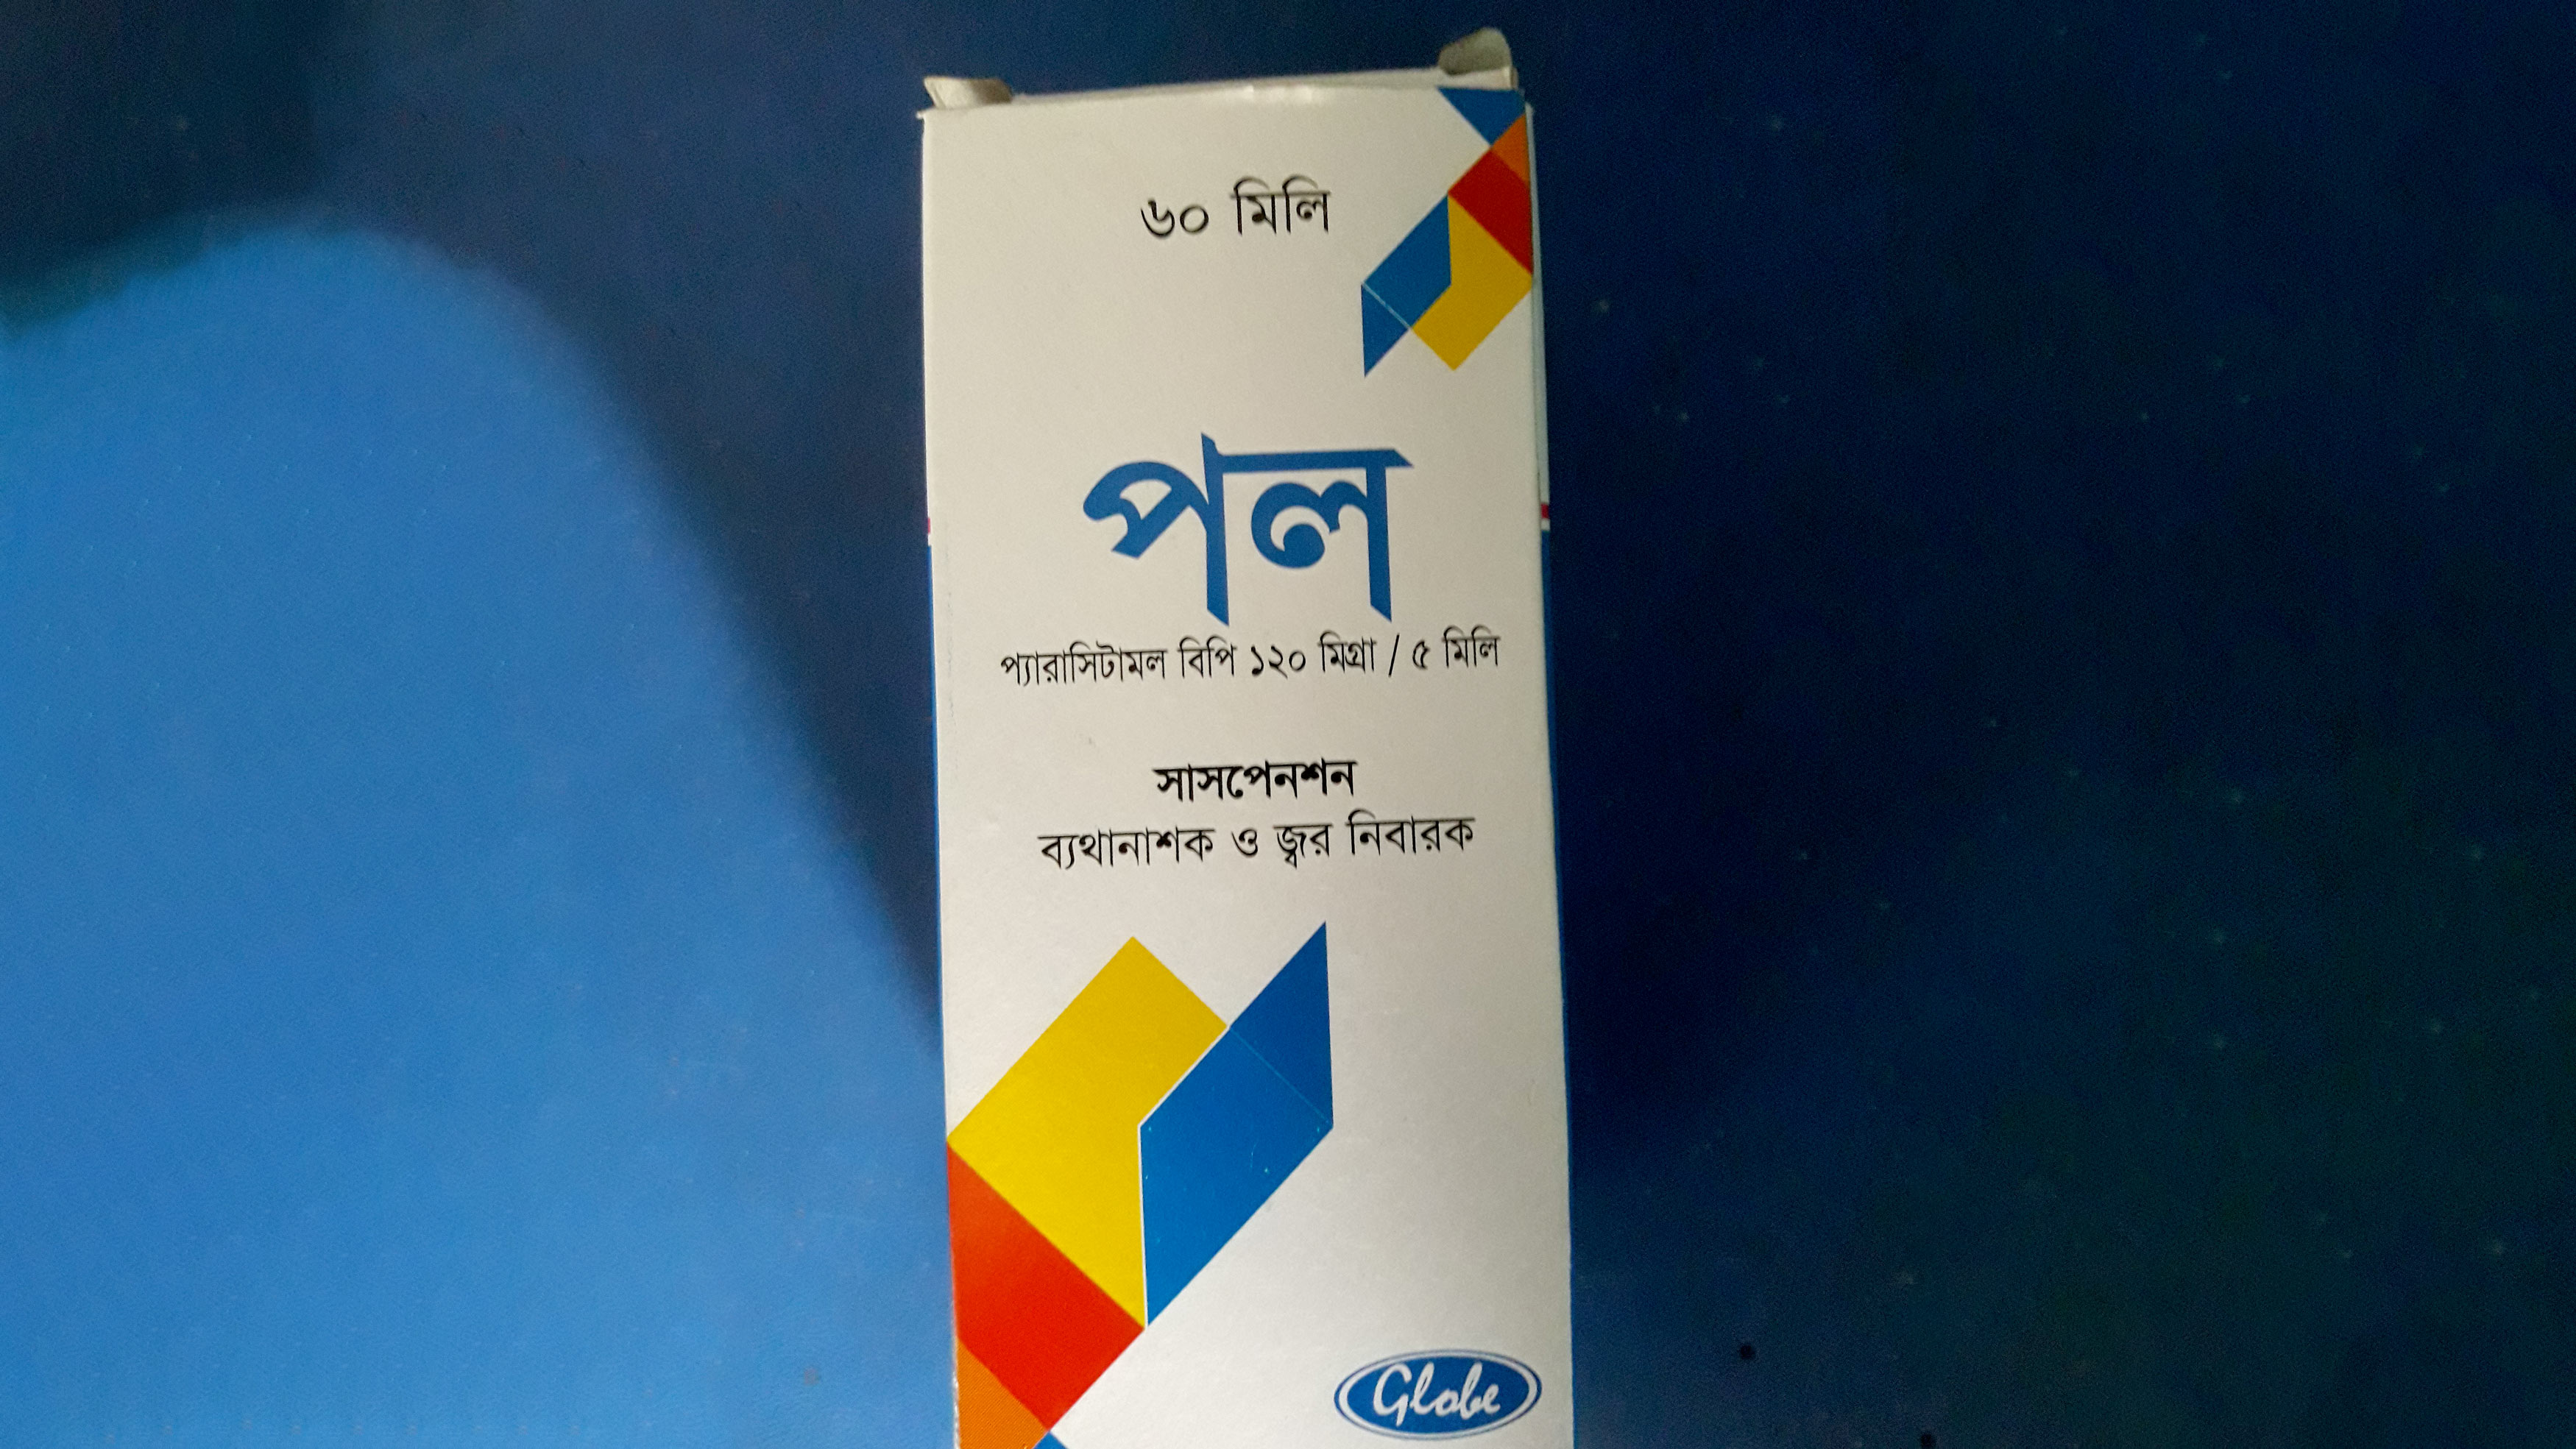 ৬০ মিলি
পল
প্যারাসিটামল বিপি ১২০ মিগ্রা / ৫ মিলি
সাসপেনশন
ব্যথানাশক ও জ্বর নিবারক
Globe